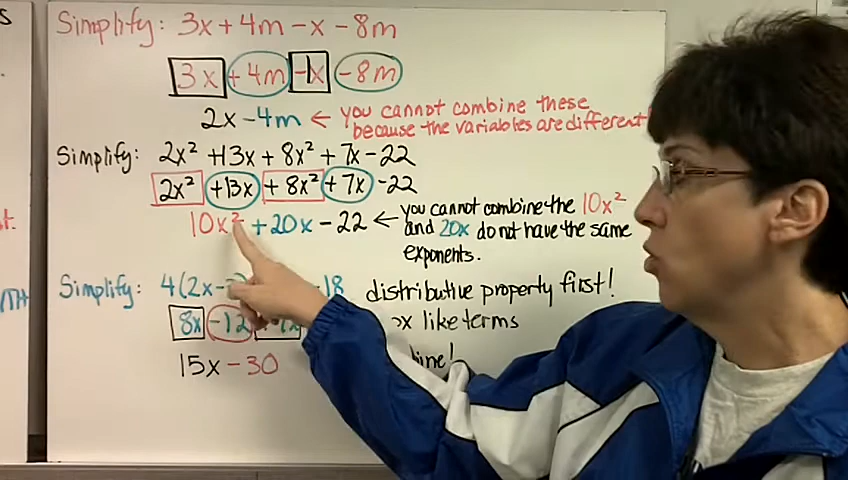 s
Simplify: 3x + 4m - x - 8m
3x +4m -x -8m
2x -4m ← you cannot combine these
because the variables are different
Simplify: 2x² +13x + 8x² + 7x - 22
2x² +13x + 8x² + 7x -22
10x² + 20x - 22 ← you cannot combine the 10x²
and 20x do not have the same
exponents.
Simplify: 4(2x- -18 distributive property first!
8x -12 ox like terms
ine!
15x - 30